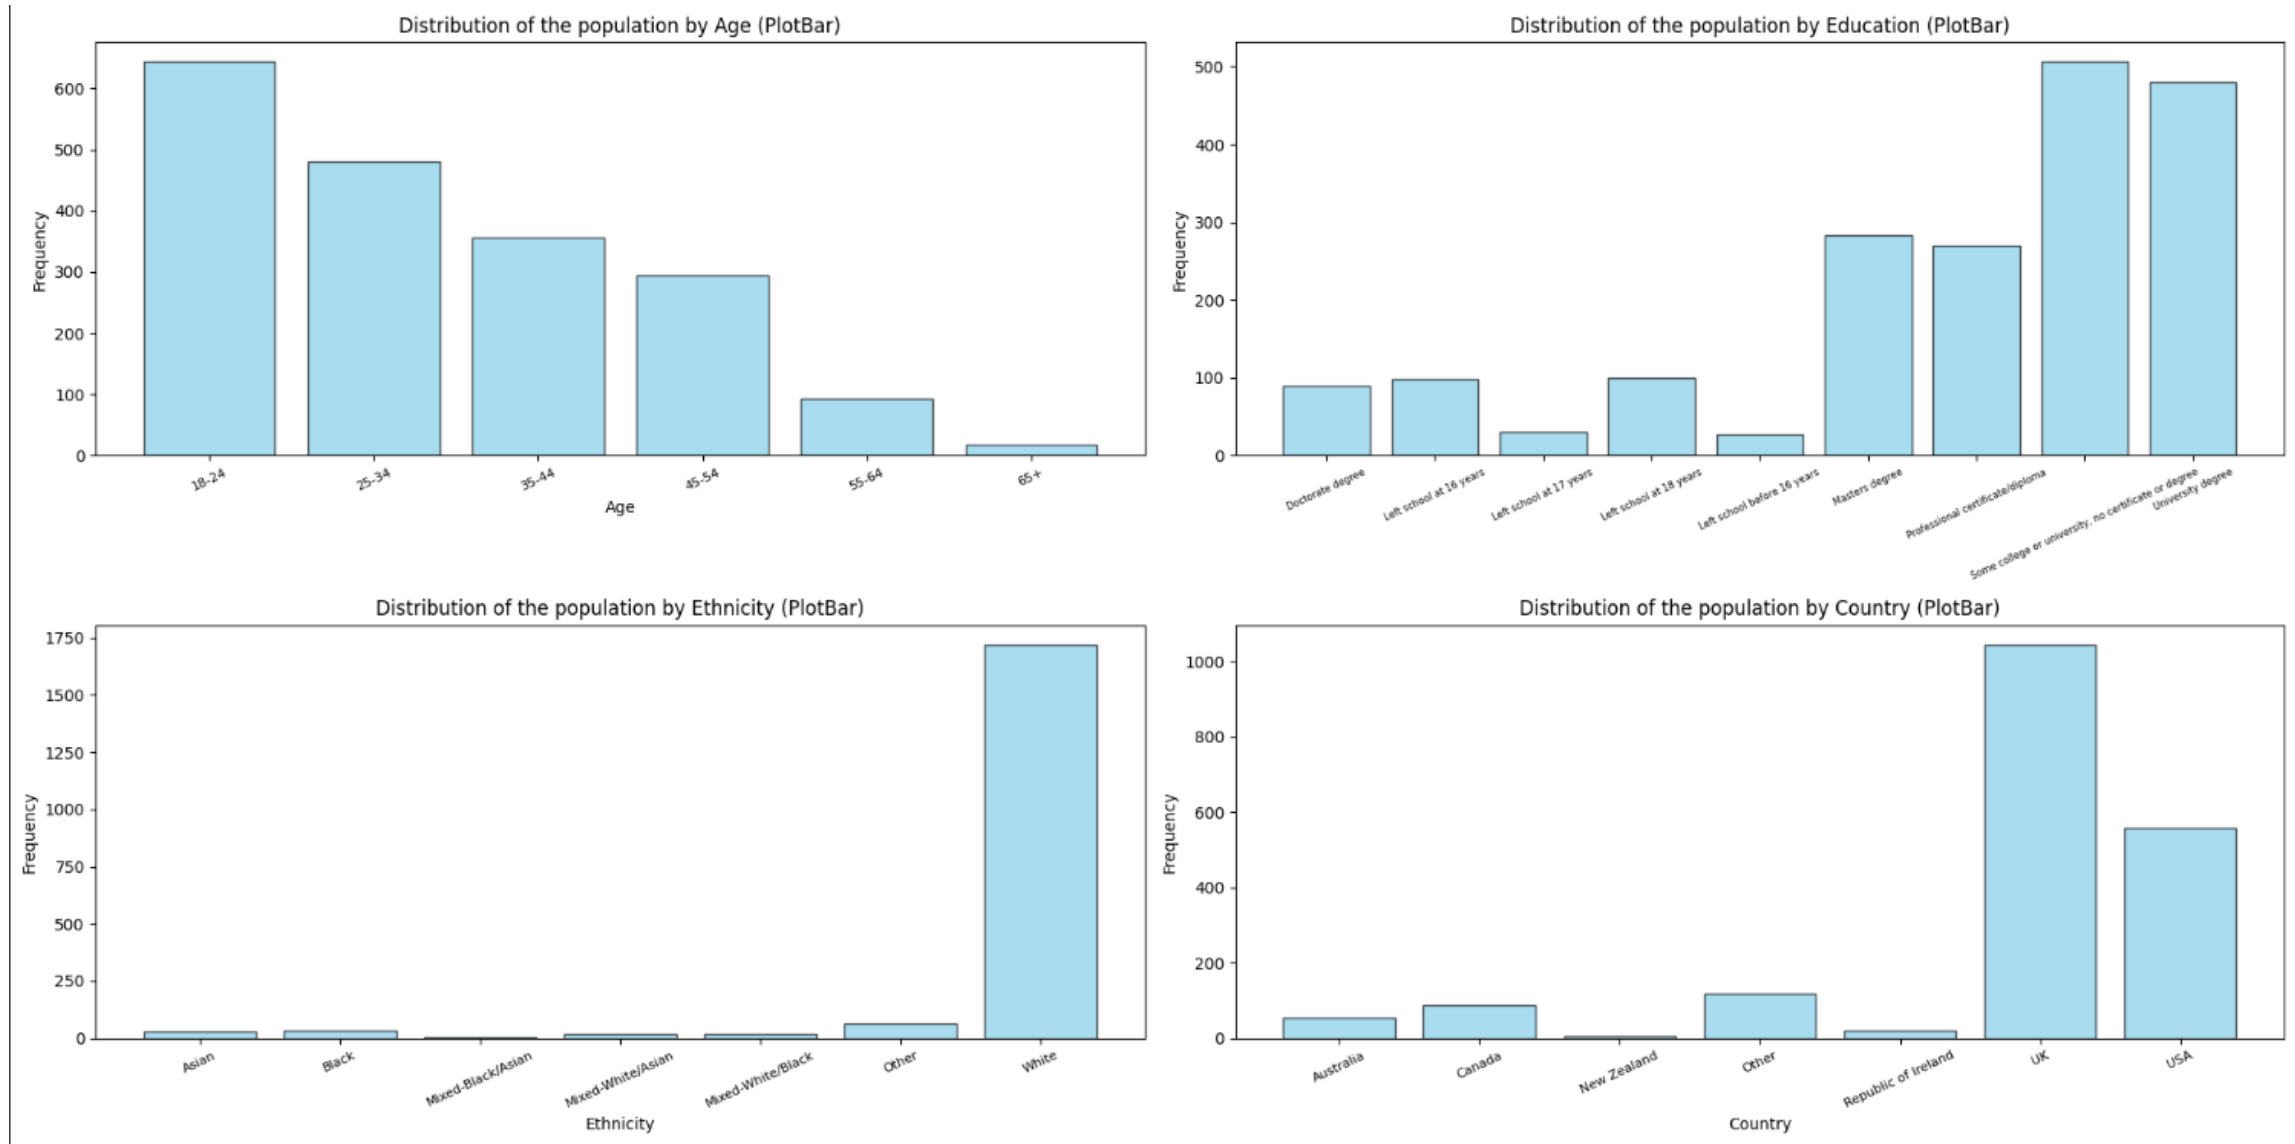 Distribution of the population by Age (PlotBar)
Frequency
600
500
400
300
200
100
0
18-24
25-34
35-44
45-54
55-64
65+
Age
Distribution of the population by Education (PlotBar)
Frequency
500
400
300
200
100
0
Doctorate degree
Left school at 16 years
Left school at 17 years
Left school at 18 years
Left school before 16 years
Masters degree
Professional certificate/diploma
Some college or university, no certificate or degree
University degree
Distribution of the population by Ethnicity (PlotBar)
Frequency
1750
1500
1250
1000
750
500
250
0
Asian
Black
Mixed-Black/Asian
Mixed-White/Asian
Mixed-White/Black
Other
White
Ethnicity
Distribution of the population by Country (PlotBar)
Frequency
1000
800
600
400
200
0
Australia
Canada
New Zealand
Other
Republic of Ireland
UK
USA
Country